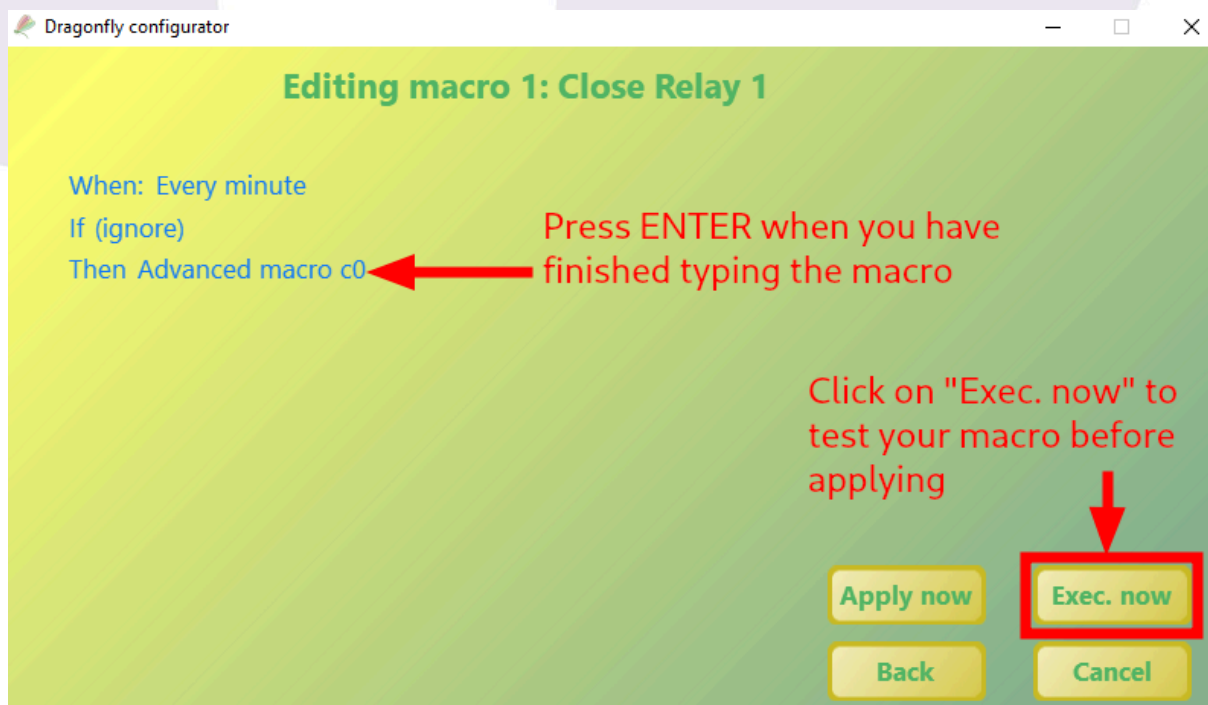 Dragonfly configurator
Editing macro 1: Close Relay 1
When: Every minute
If (ignore)
Then Advanced macro c0
Press ENTER when you have
finished typing the macro
Click on "Exec. now" to
test your macro before
applying
Apply now
Exec. now
Back
Cancel